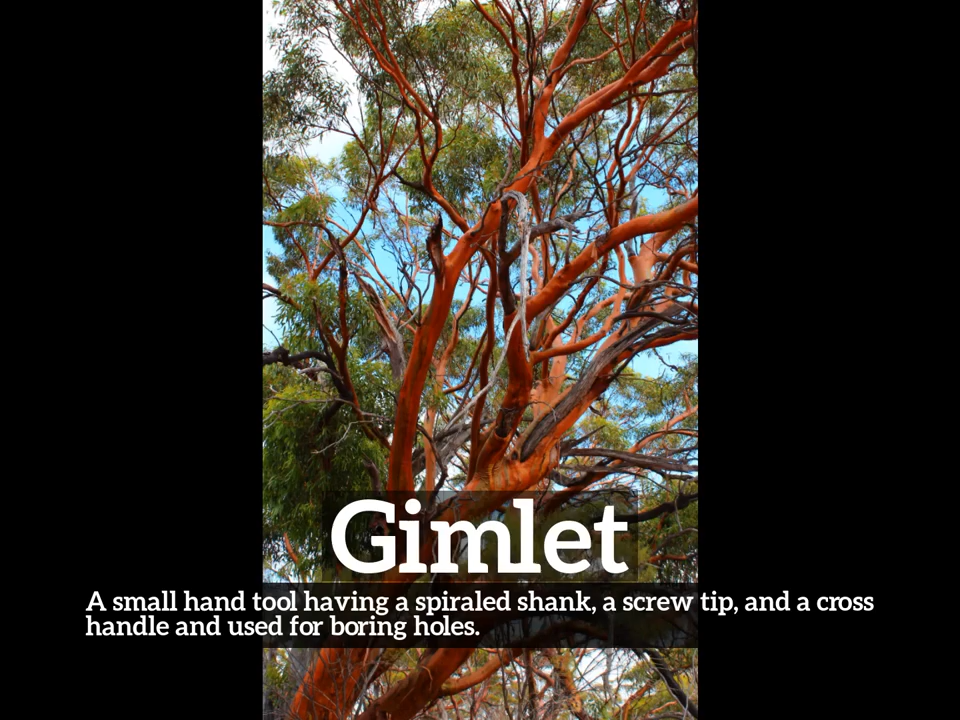 Gimlet
A small hand tool having a spiraled shank, a screw tip, and a cross
handle and used for boring holes.